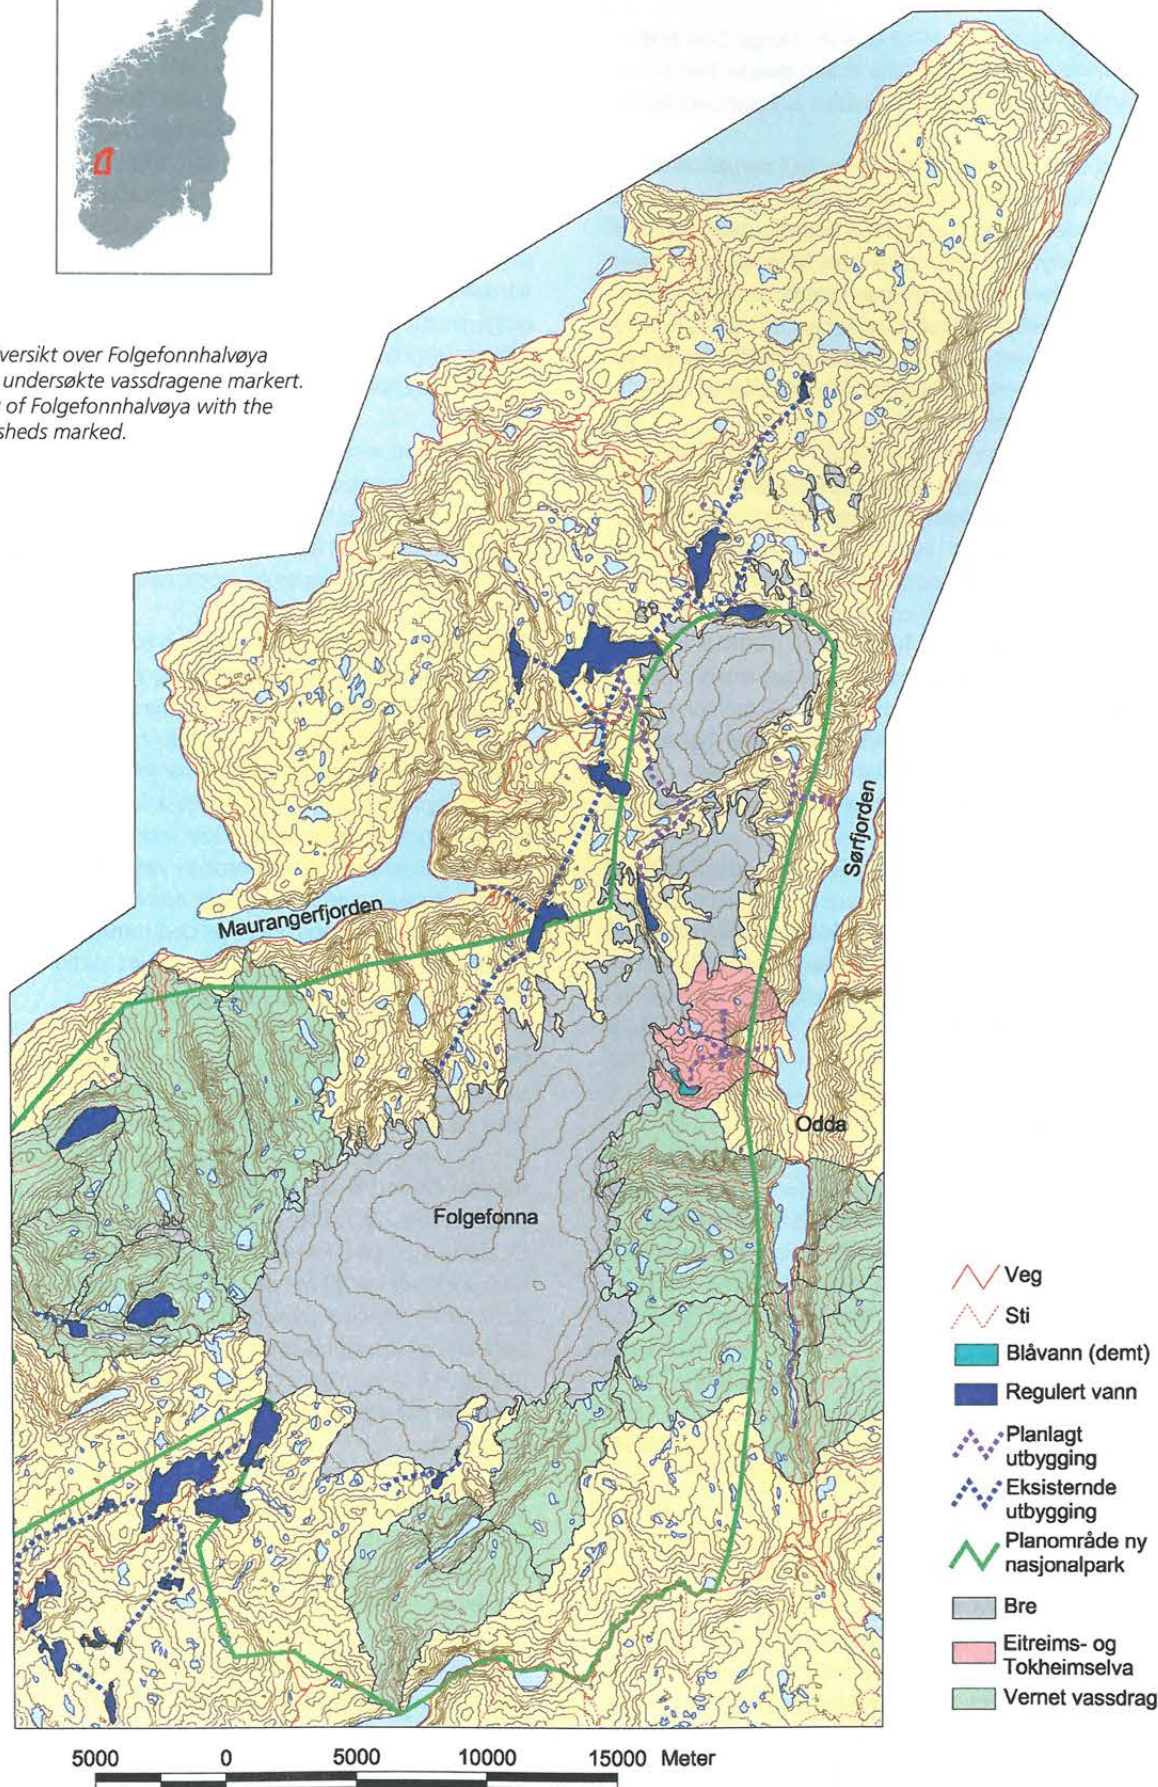 versikt over Folgefonnhalvøya
undersøkte vassdragene markert.
of Folgefonnhalvøya with the
sheds marked.
Maurangerfjorden
Sørfjorden
Odda
Folgefonna
Veg
Sti
Blåvann (demt)
Regulert vann
Planlagt
utbygging
Eksisternde
utbygging
Planområde ny
nasjonalpark
Bre
Eitreims- og
Tokheimselva
Vernet vassdrag
5000 0 5000 10000 15000 Meter